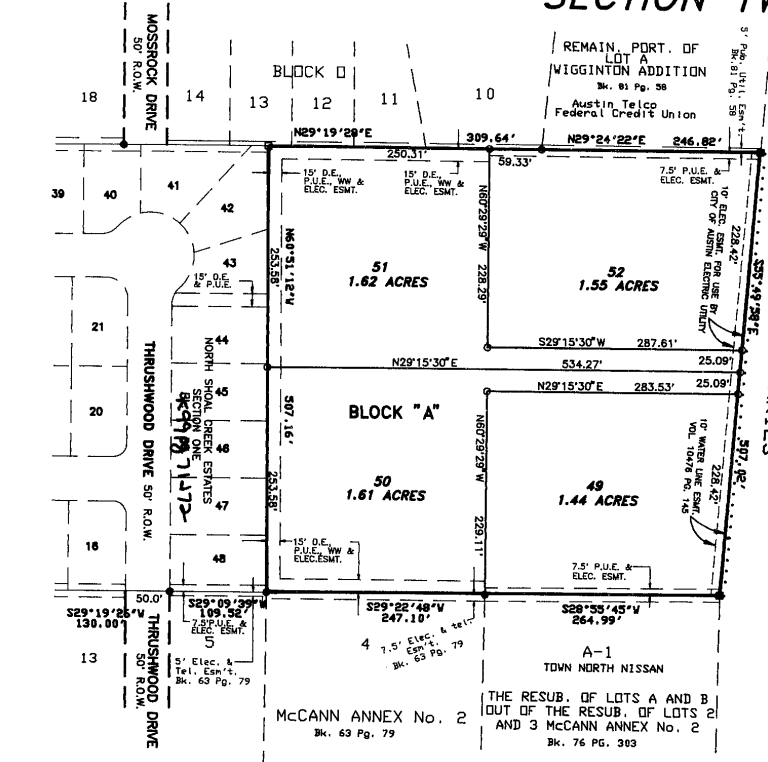 SECTION
MOSSROCK DRIVE
50' R.O.W.
REMAIN. PORT. OF
LOT A
WIGGINTON ADDITION
Bk. 81 Pg. 58
Austin Telco
Federal Credit Union
5' Pub. Util. Esm't.
Bk.81 Pg. 58
BLOCK O
18
14
13
12
11
10
N29°19'28"E
309.64'
N29°24'22"E
246.82'
250.31'
59.33'
15' D.E.,
P.U.E., WW &
ELEC. ESMT.
15' D.E.,
P.U.E., WW &
ELEC. ESMT.
7.5' P.U.E. &
ELEC. ESMT.
39
40
41
42
43
15' D.E.
& P.U.E.
N60°51'12"W
253.58'
N60°29'29"W
228.29'
10' ELEC. ESMT. FOR USE BY
CITY OF AUSTIN ELECTRIC UTILITY
228.42'
S55°49'58"E
51
1.62 ACRES
52
1.55 ACRES
21
44
S29°15'30"W
287.61'
25.09'
N29°15'30"E
534.27'
N29°15'30"E
283.53'
25.09'
THRUSHWOOD DRIVE 50' R.O.W.
NORTH SHOAL CREEK ESTATES
SECTION ONE
45
20
46
47
507.16'
253.58'
BLOCK "A"
50
1.61 ACRES
N60°29'29"W
229.11'
49
1.44 ACRES
10' WATER LINE ESMT.
VOL. 10476 PG. 145
228.42'
507.02'
16
48
15' D.E.,
P.U.E., WW &
ELEC.ESMT.
7.5' P.U.E. &
ELEC. ESMT.
50.0'
S29°19'26"W
130.00'
S29°09'39"W
109.52'
7.5'P.U.E. &
ELEC. ESMT.
S29°22'48"W
247.10'
S28°55'45"W
264.99'
13
THRUSHWOOD DRIVE
50' R.O.W.
5
5' Elec. &
Tel. Esm't.
Bk. 63 Pg. 79
4
7.5' Elec. & tel.
Esm't.
Bk. 63 Pg. 79
A-1
TOWN NORTH NISSAN
McCANN ANNEX No. 2
Bk. 63 Pg. 79
THE RESUB. OF LOTS A AND B
OUT OF THE RESUB. OF LOTS 2
AND 3 McCANN ANNEX No. 2
Bk. 76 PG. 303